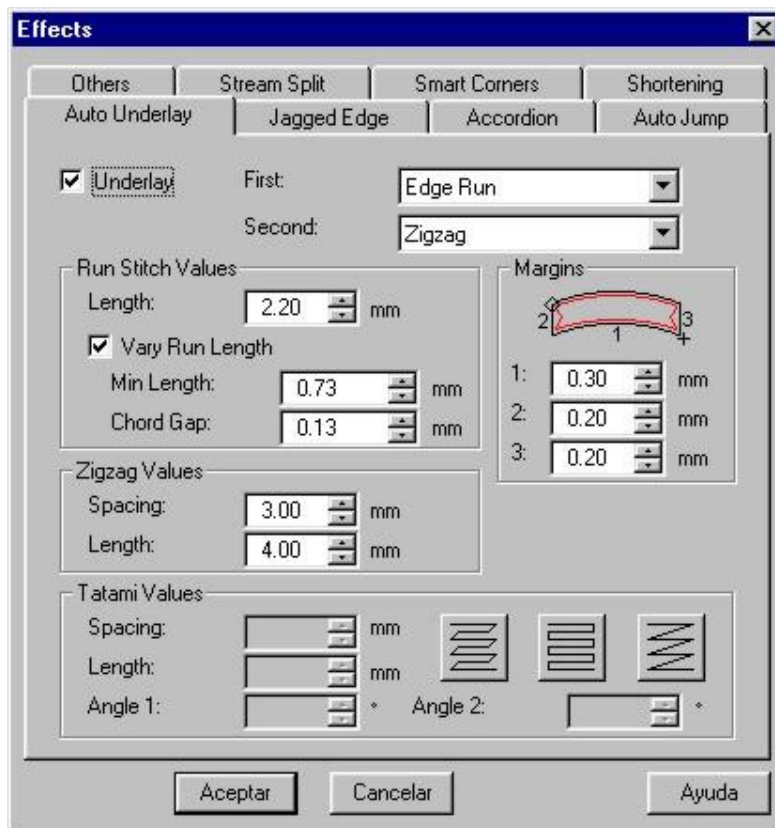 Effects
Others Stream Split Smart Corners Shortening
Auto Underlay Jagged Edge Accordion Auto Jump
Underlay First: Edge Run
Second: Zigzag
Run Stitch Values
Length: 2.20 mm
Vary Run Length
Min Length: 0.73 mm
Chord Gap: 0.13 mm
Margins
2 1 3
1: 0.30 mm
2: 0.20 mm
3: 0.20 mm
Zigzag Values
Spacing: 3.00 mm
Length: 4.00 mm
Tatami Values
Spacing: mm
Length: mm
Angle 1: ° Angle 2: °
Aceptar Cancelar Ayuda